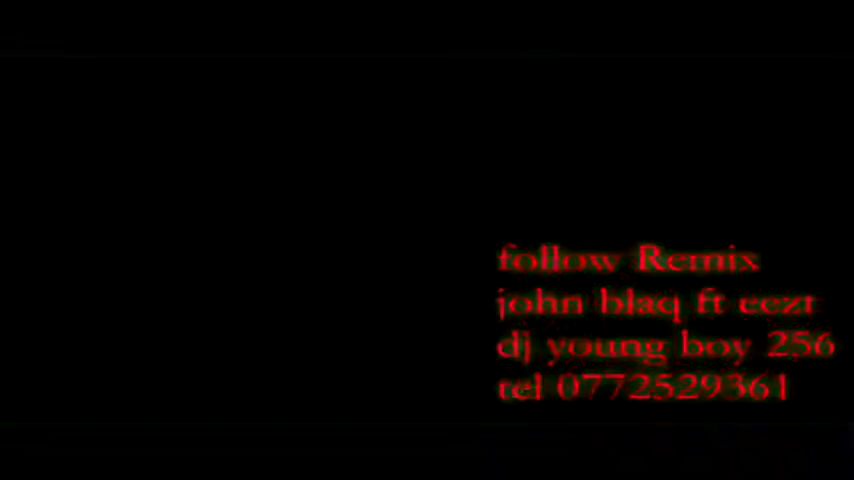 follow Remix
john blaq ft eezt
dj young boy 256
tel 0772529361